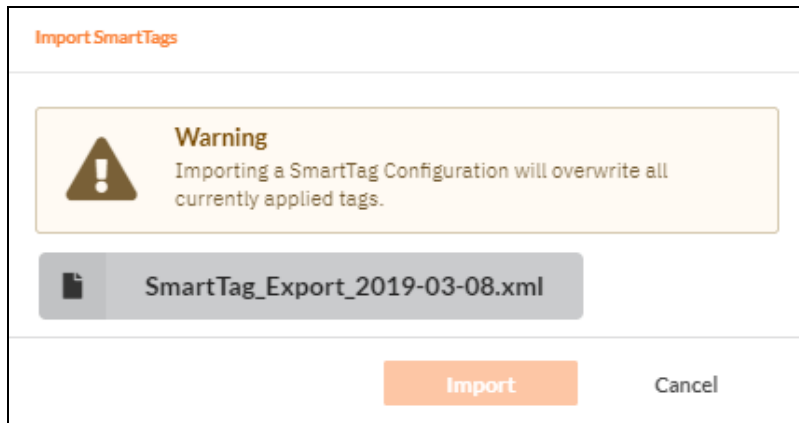 Import SmartTags
Warning
Importing a SmartTag Configuration will overwrite all
currently applied tags.
SmartTag_Export_2019-03-08.xml
Import
Cancel